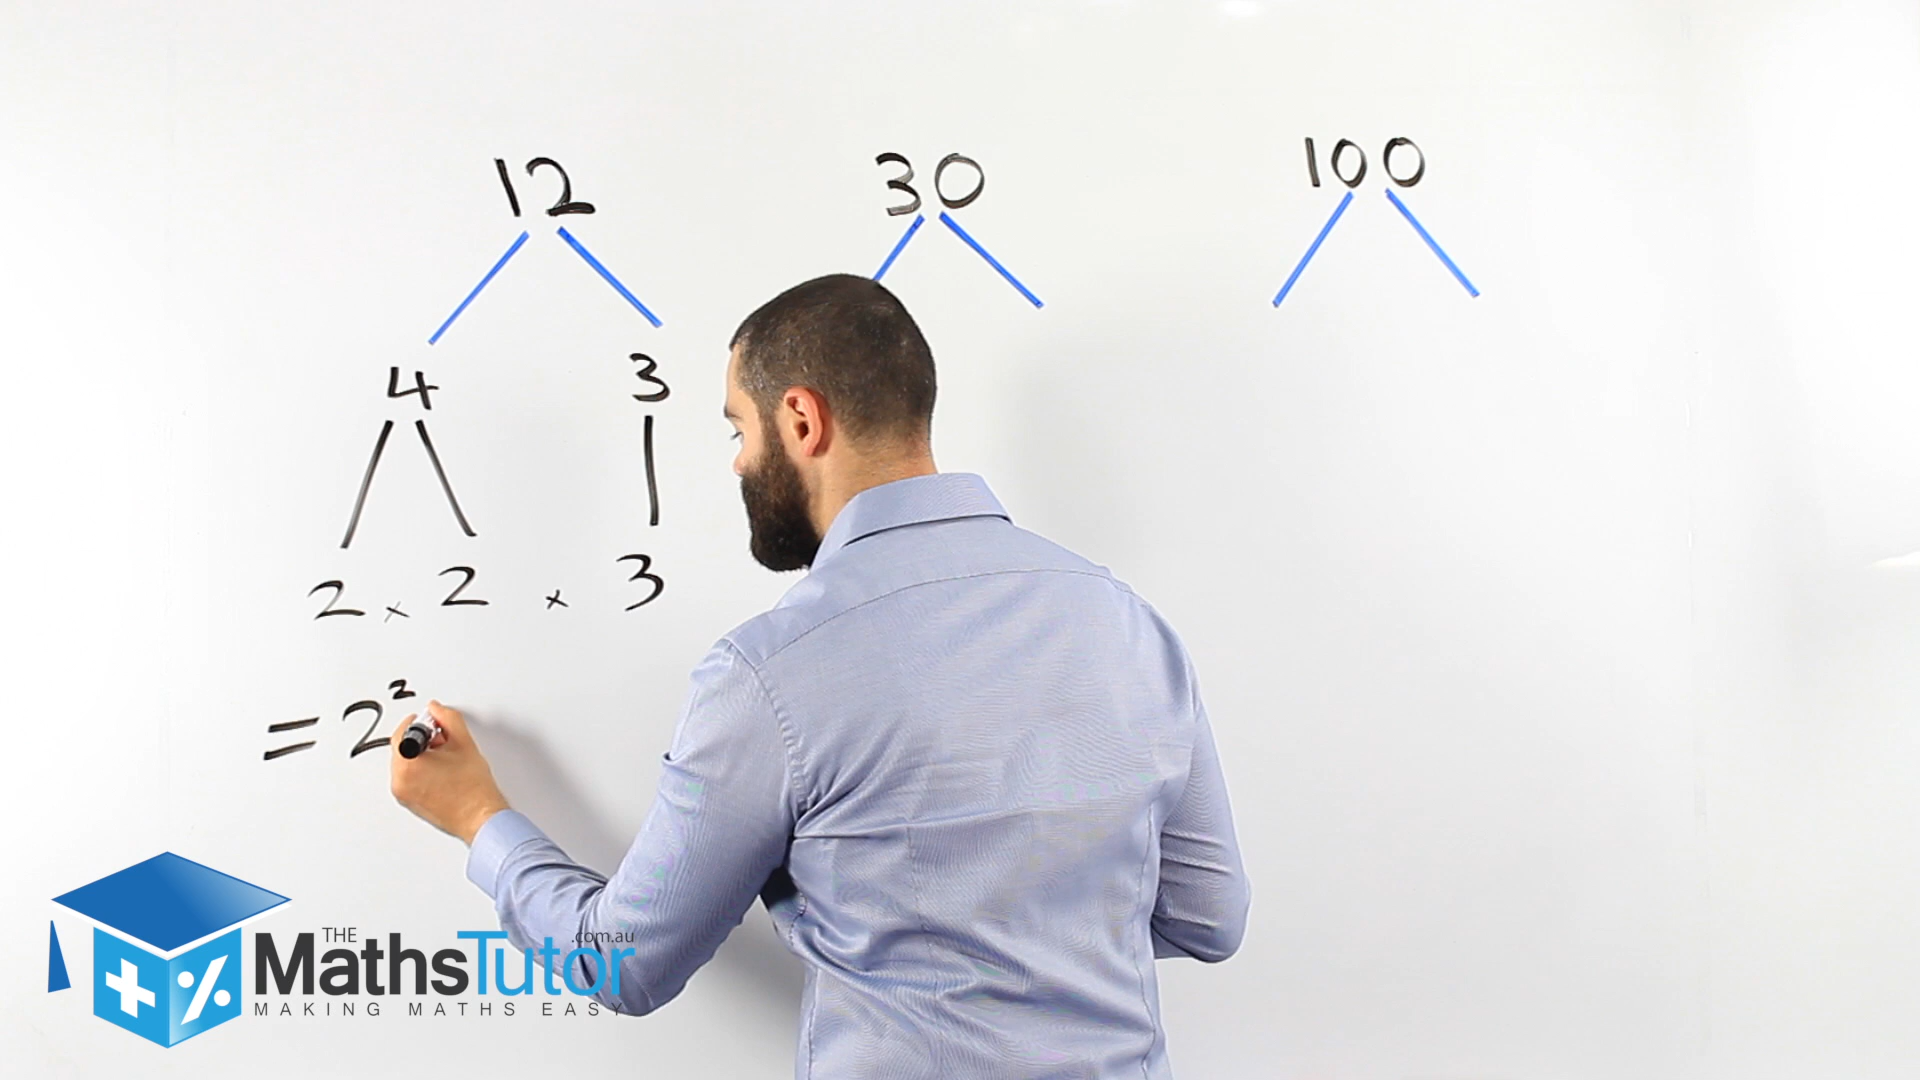 12 30 100
4 3
2 × 2 × 3
= 2²
THE
MathsTutor
.com.au
MAKING MATHS EASY